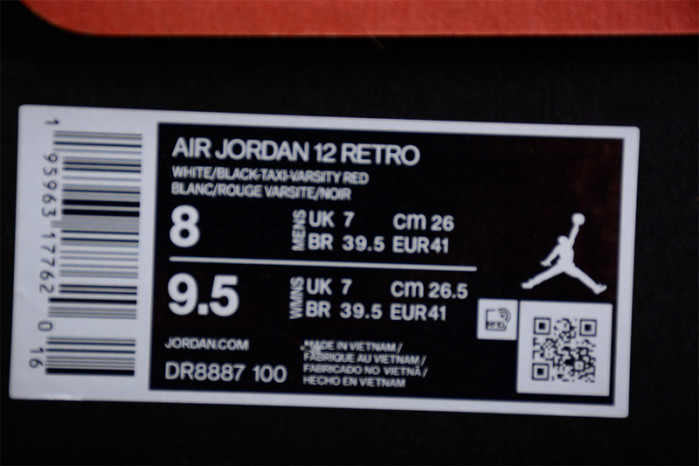 AIR JORDAN 12 RETRO
WHITE/BLACK-TAXI-VARSITY RED
BLANC/ROUGE VARSITE/NOIR
8 MENS UK 7 cm 26
BR 39.5 EUR41
9.5 WMNS UK 7 cm 26.5
BR 39.5 EUR41
JORDAN.COM
DR8887 100
MADE IN VIETNAM /
FABRIQUE AU VIETNAM /
FABRICADO NO VIETNÃ /
HECHO EN VIETNAM
1 95963 17762 0 16